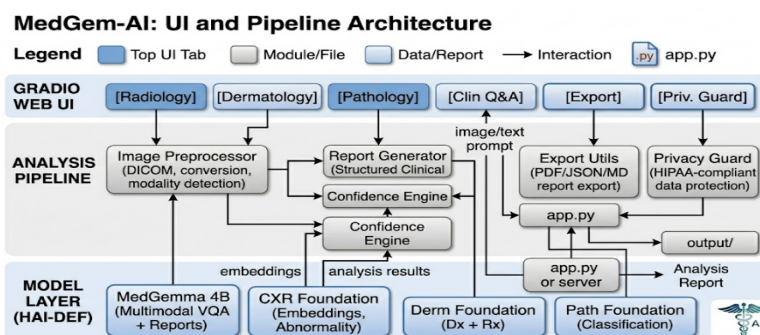 MedGem-AI: UI and Pipeline Architecture
Legend
Top UI Tab
Module/File
Data/Report
Interaction
.py
app.py
GRADIO
WEB UI
[Radiology]
[Dermatology]
[Pathology]
[Clin Q&A]
[Export]
[Priv. Guard]
image/text
prompt
ANALYSIS
PIPELINE
Image Preprocessor
(DICOM, conversion,
modality detection)
Report Generator
(Structured Clinical
Confidence Engine
Confidence
Engine
Export Utils
(PDF/JSON/MD
report export)
Privacy Guard
(HIPAA-compliant
data protection)
app.py
output/
embeddings
analysis results
app.py
or server
Analysis
Report
MODEL
LAYER
(HAI-DEF)
MedGemma 4B
(Multimodal VQA
+ Reports)
CXR Foundation
(Embeddings,
Abnormality)
Derm Foundation
(Dx + Rx)
Path Foundation
(Classification)
A